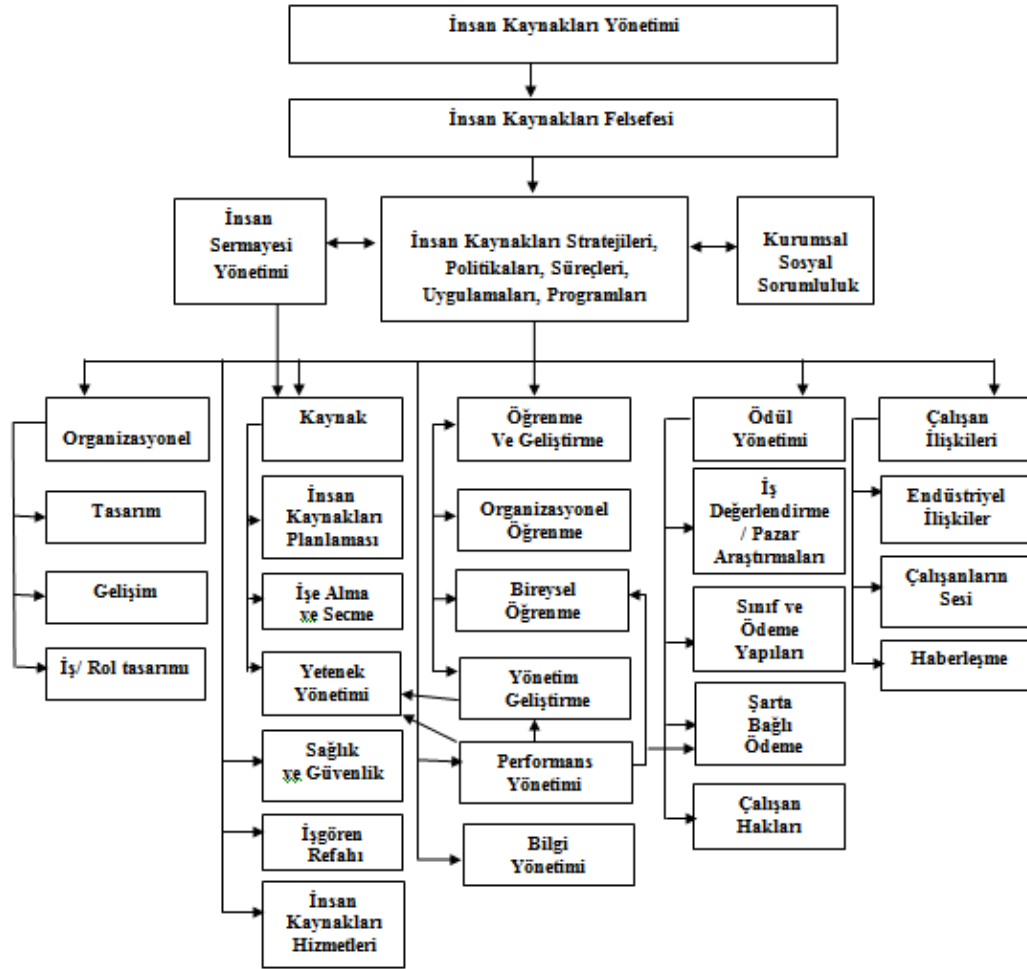 İnsan Kaynakları Yönetimi
İnsan Kaynakları Felsefesi
İnsan
Sermayesi
Yönetimi
İnsan Kaynakları Stratejileri,
Politikaları, Süreçleri,
Uygulamaları, Programları
Kurumsal
Sosyal
Sorumluluk
Organizasyonel
Tasarım
Gelişim
İş/ Rol tasarımı
Kaynak
İnsan
Kaynakları
Planlaması
İşe Alma
ve Secme
Yetenek
Yönetimi
Sağlık
ve Güvenlik
İşgören
Refahı
İnsan
Kaynakları
Hizmetleri
Öğrenme
Ve Geliştirme
Organizasyonel
Öğrenme
Bireysel
Öğrenme
Yönetim
Geliştirme
Performans
Yönetimi
Bilgi
Yönetimi
Ödül
Yönetimi
İş
Değerlendirme
/ Pazar
Araştırmaları
Sınıf ve
Ödeme
Yapıları
Şarta
Bağlı
Ödeme
Çalışan
Hakları
Çalışan
İlişkileri
Endüstriyel
İlişkiler
Çalışanların
Sesi
Haberleşme